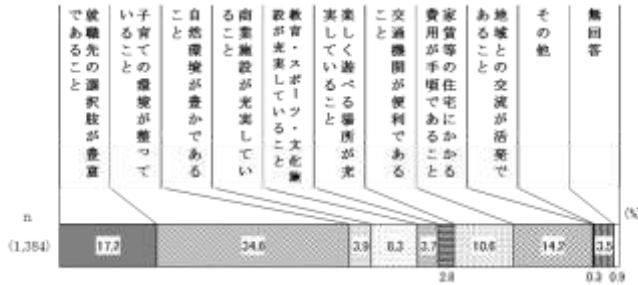 就職先の選択肢が豊富
であること
子育ての環境が整って
いること
自然環境が豊かである
こと
商業施設が充実してい
ること
教育・スポーツ・文化施
設が充実していること
楽しく遊べる場所が充
実していること
交通機関が便利である
こと
家賃等の住宅にかかる
費用が手頃であること
地域との交流が活発で
あること
その他
無回答
n
(%)
(1,384)
17.2
34.6
3.9
8.3
3.7
10.6
14.2
3.5
2.8
0.3
0.9